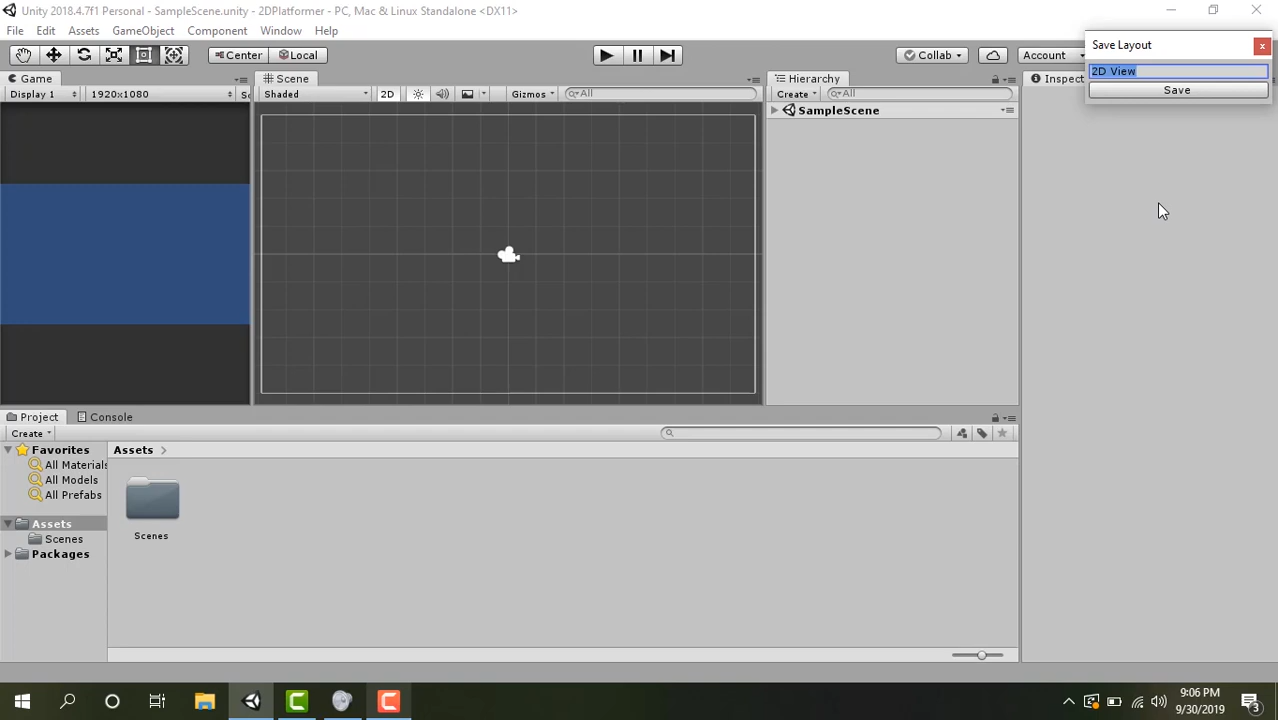 Unity 2018.4.7f1 Personal - SampleScene.unity - 2DPlatformer - PC, Mac & Linux Standalone <DX11>
File Edit Assets GameObject Component Window Help
Save Layout
Center Local
Collab Account
2D View
Save
Game
Scene
Hierarchy
Inspect
Display 1 1920x1080
Shaded 2D Gizmos All
Create All
SampleScene
Project Console
Create
Favorites
All Materials
All Models
All Prefabs
Assets
Scenes
Packages
Assets
Scenes
9:06 PM
9/30/2019
3